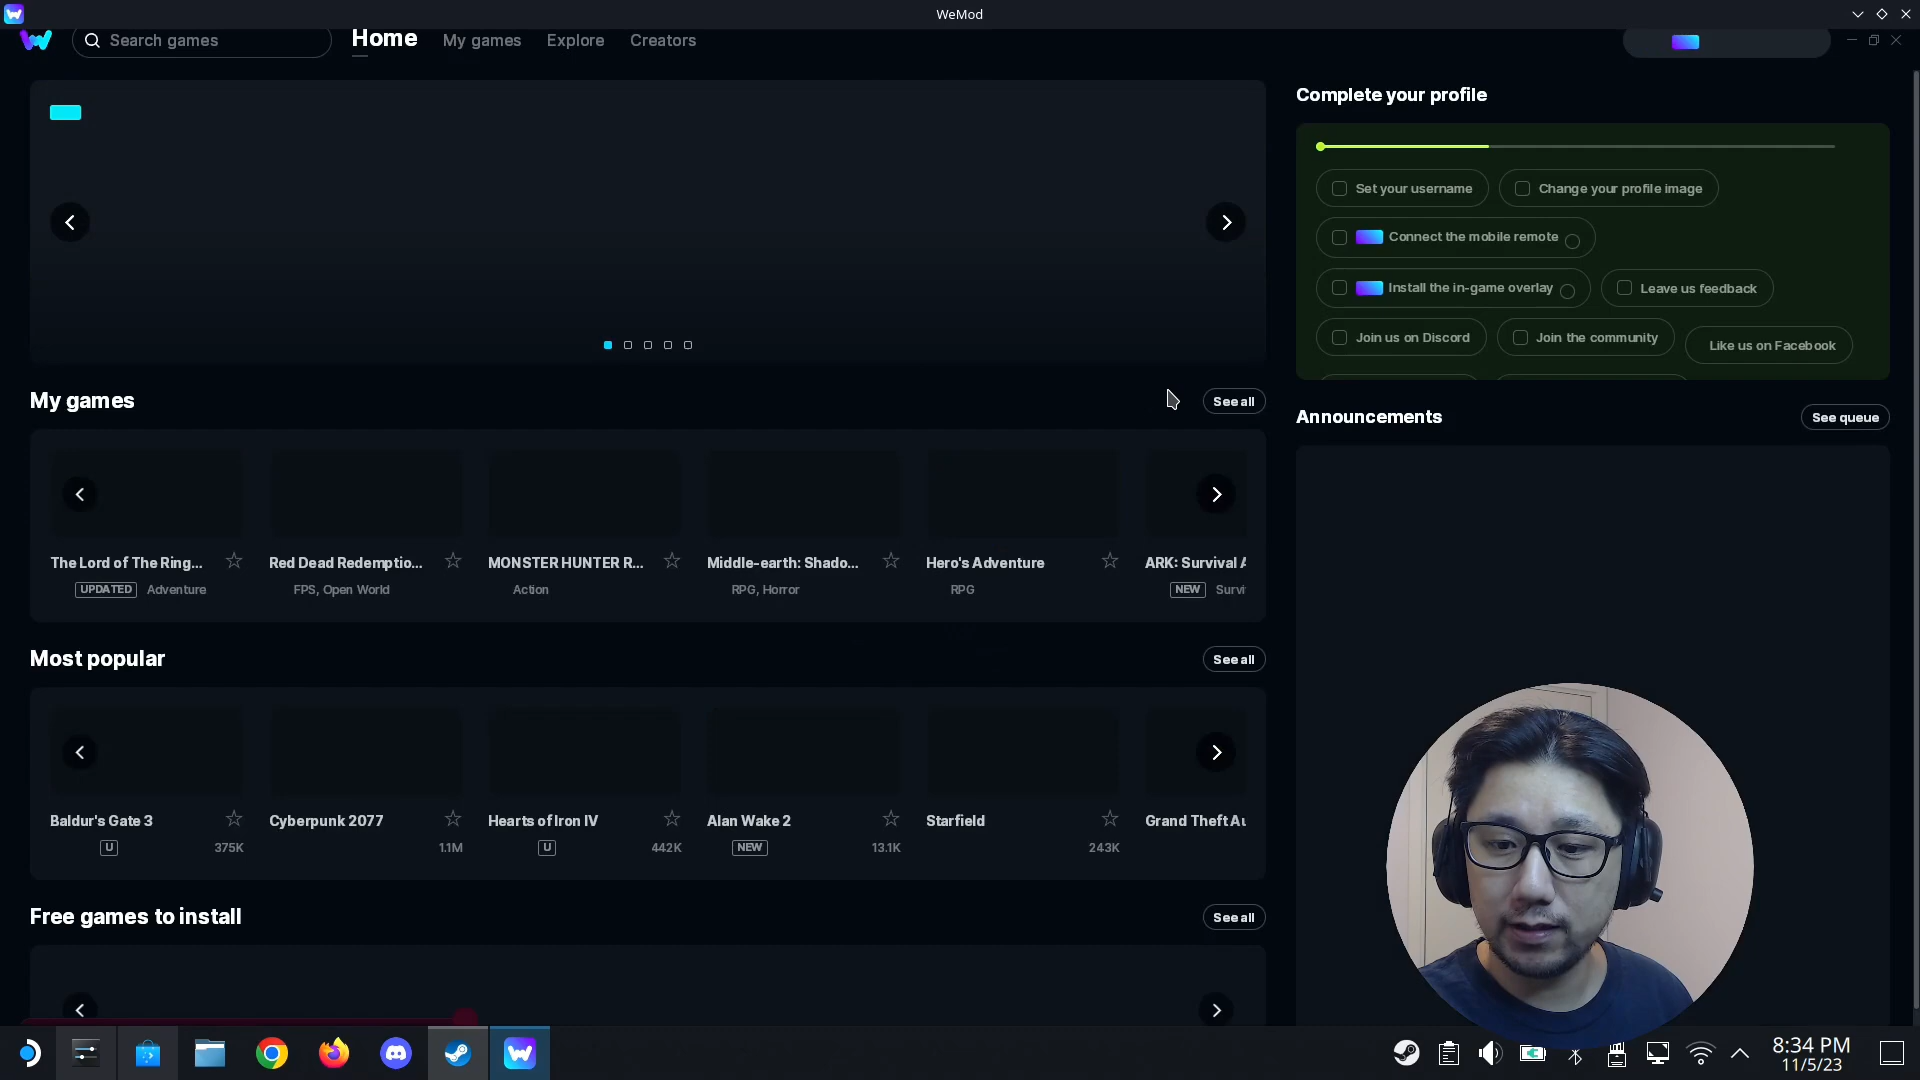 WeMod
Search games
Home
My games
Explore
Creators
Complete your profile
Set your username
Change your profile image
Connect the mobile remote
Install the in-game overlay
Leave us feedback
Join us on Discord
Join the community
Like us on Facebook
My games
See all
Announcements
See queue
The Lord of The Ring...
Red Dead Redemptio...
MONSTER HUNTER R...
Middle-earth: Shado...
Hero's Adventure
ARK: Survival A
UPDATED Adventure
FPS, Open World
Action
RPG, Horror
RPG
NEW Survi
Most popular
See all
Baldur's Gate 3
Cyberpunk 2077
Hearts of Iron IV
Alan Wake 2
Starfield
Grand Theft Au
U 375K
1.1M
U 442K
NEW 13.1K
243K
Free games to install
See all
8:34 PM
11/5/23